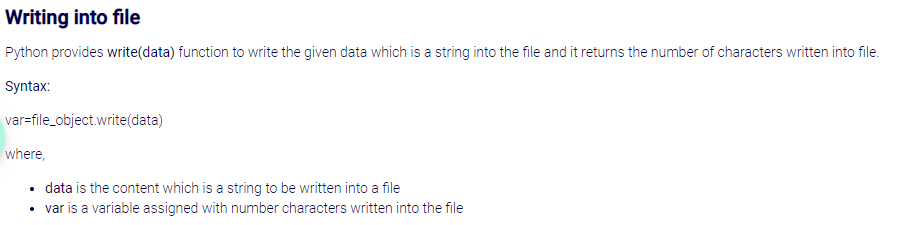 Writing into file
Python provides write(data) function to write the given data which is a string into the file and it returns the number of characters written into file.
Syntax:
var=file_object.write(data)
where,
• data is the content which is a string to be written into a file
• var is a variable assigned with number characters written into the file